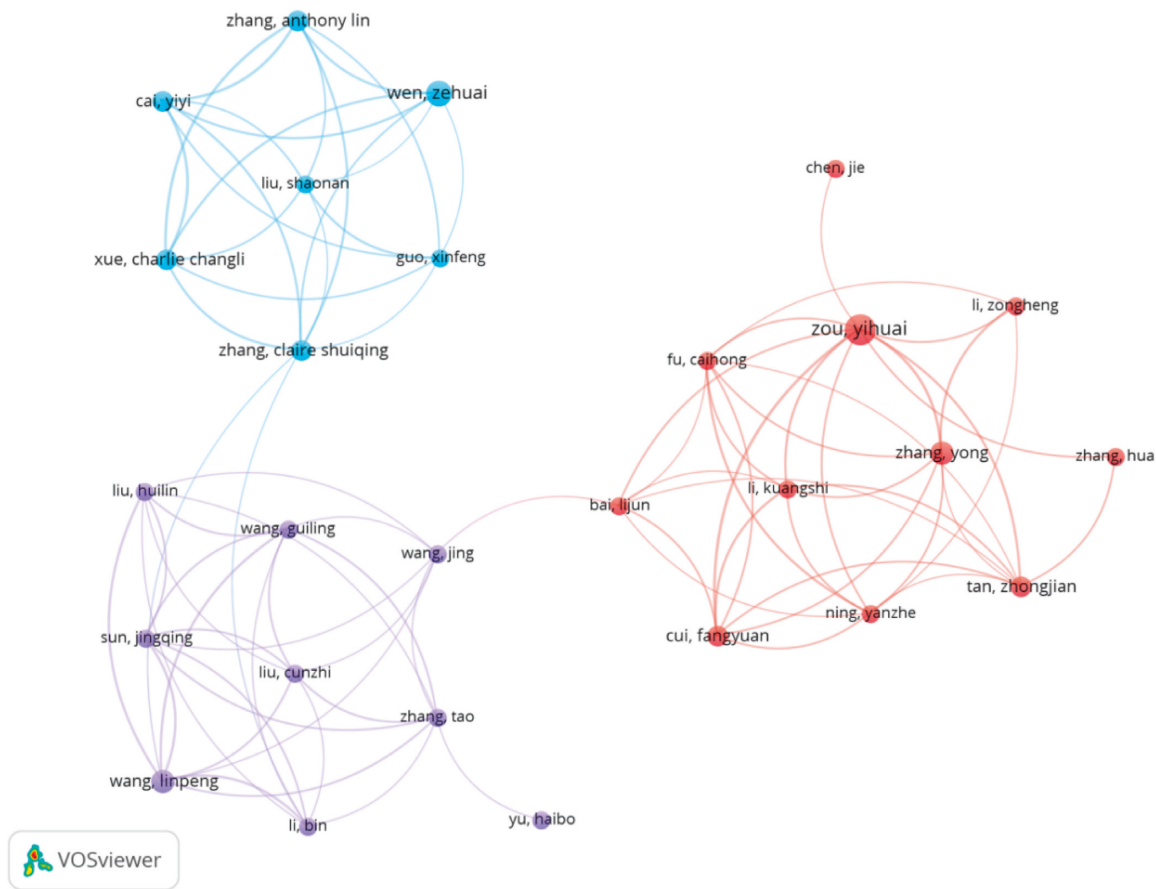 zhang, anthony lin
cai, yiyi
wen, zehuai
liu, shaonan
xue, charlie changli
guo, xinfeng
zhang, claire shuiqing
chen, jie
li, zongheng
zou, yihuai
fu, caihong
zhang, yong
zhang, hua
li, kuangshi
bai, lijun
tan, zhongjian
ning, yanzhe
cui, fangyuan
liu, huilin
wang, guiling
wang, jing
sun, jingqing
liu, cunzhi
zhang, tao
wang, linpeng
li, bin
yu, haibo
VOSviewer